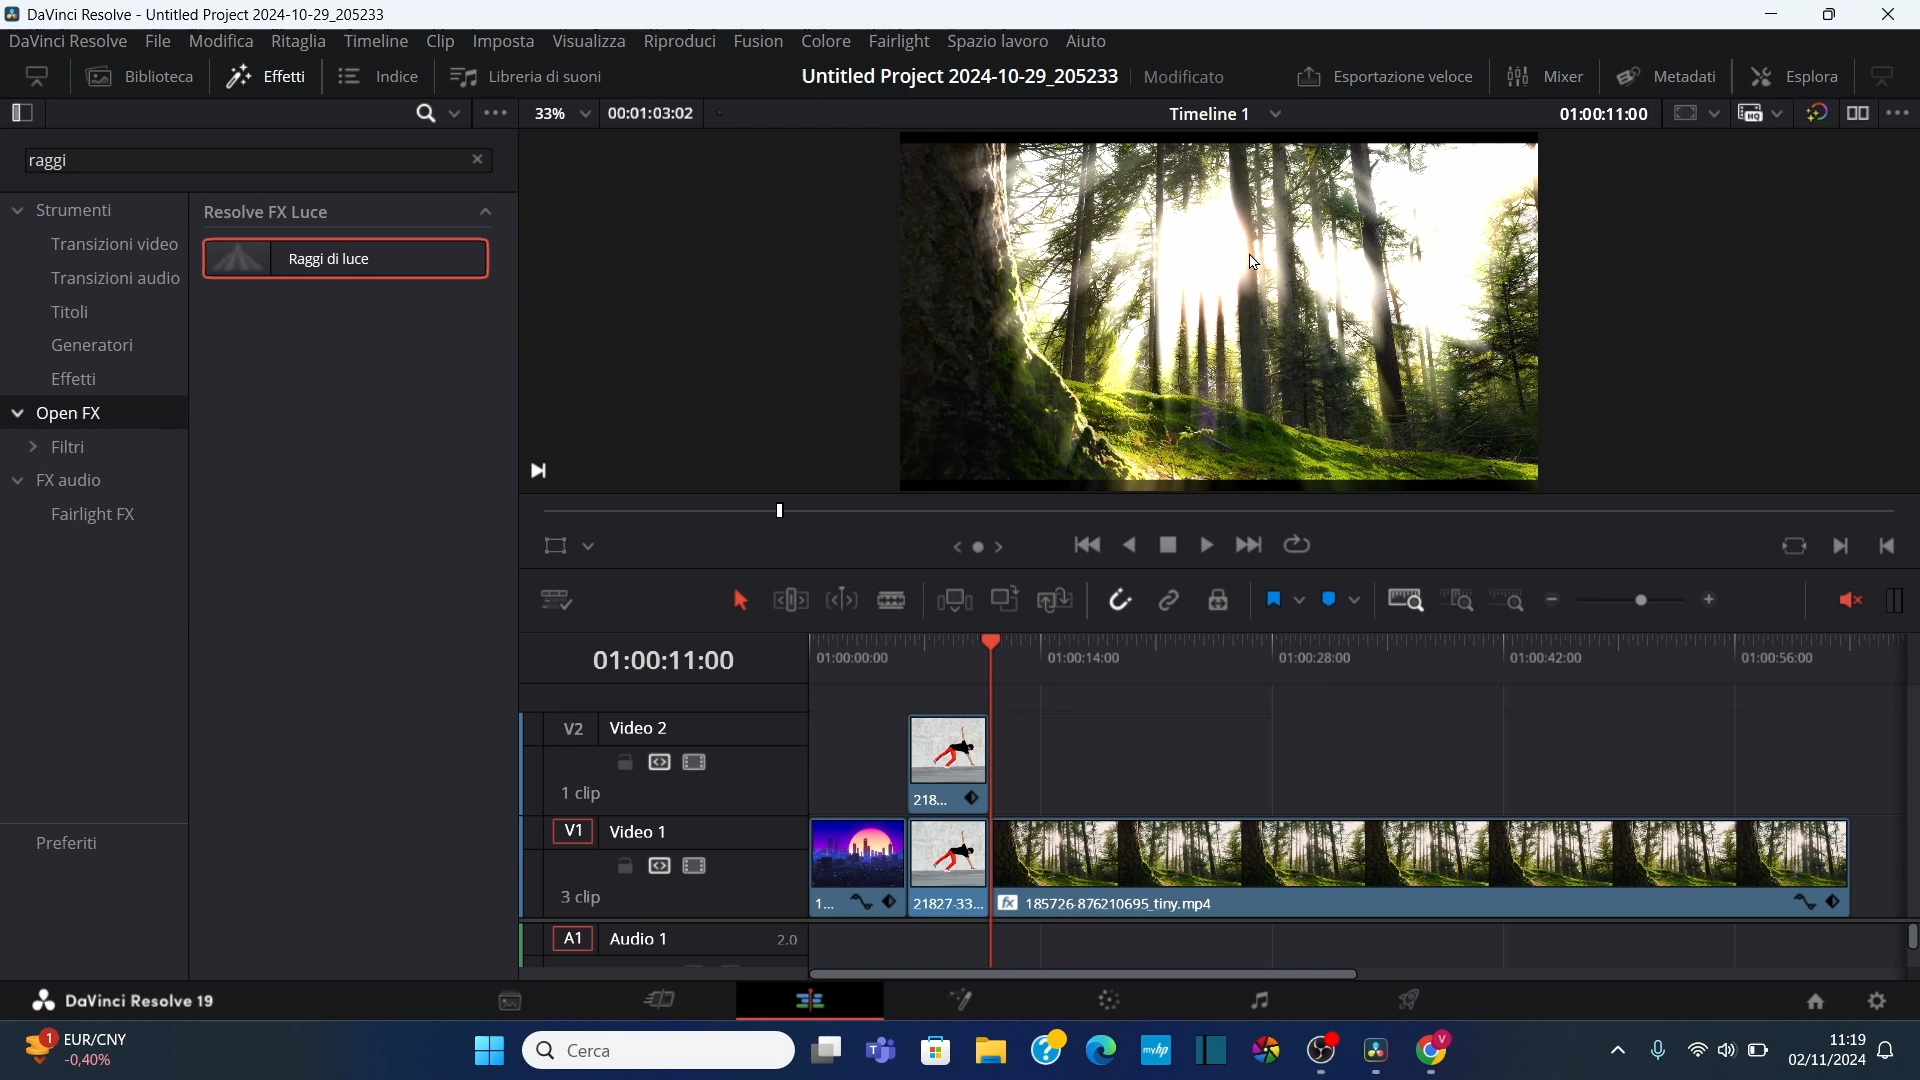 DaVinci Resolve - Untitled Project 2024-10-29_205233
DaVinci Resolve File Modifica Ritaglia Timeline Clip Imposta Visualizza Riproduci Fusion Colore Fairlight Spazio lavoro Aiuto
Biblioteca Effetti Indice Libreria di suoni Untitled Project 2024-10-29_205233 Modificato Esportazione veloce Mixer Metadati Esplora
33% 00:01:03:02 Timeline 1 01:00:11:00 HQ
raggi
Strumenti
Transizioni video
Transizioni audio
Titoli
Generatori
Effetti
Open FX
Filtri
FX audio
Fairlight FX
Preferiti
Resolve FX Luce
Raggi di luce
01:00:11:00 01:00:00:00 01:00:14:00 01:00:28:00 01:00:42:00 01:00:56:00
V2 Video 2
1 clip
218...
V1 Video 1
3 clip
1... 21827-33... fx 185726-876210695_tiny.mp4
A1 Audio 1 2.0
DaVinci Resolve 19
1 EUR/CNY
-0,40%
Cerca
myhp
V
11:19
02/11/2024